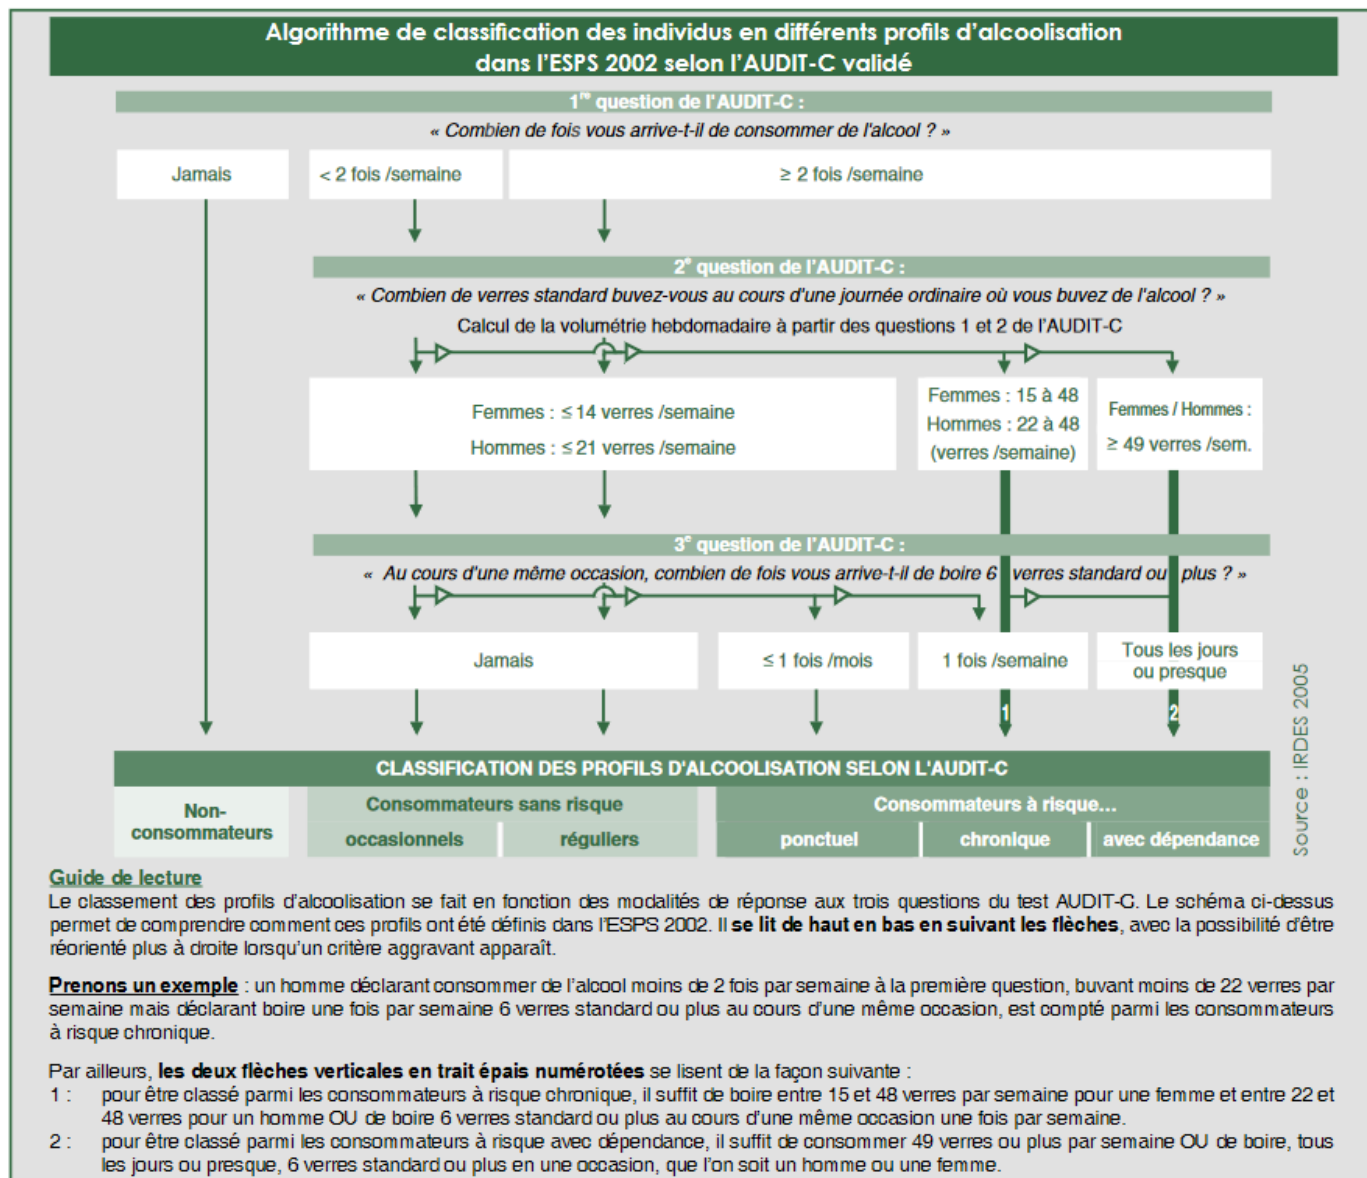 Algorithme de classification des individus en différents profils d'alcoolisation
dans l'ESPS 2002 selon l'AUDIT-C validé
1re question de l'AUDIT-C :
« Combien de fois vous arrive-t-il de consommer de l'alcool ? »
Jamais
< 2 fois /semaine
≥ 2 fois /semaine
2e question de l'AUDIT-C :
« Combien de verres standard buvez-vous au cours d'une journée ordinaire où vous buvez de l'alcool ? »
Calcul de la volumétrie hebdomadaire à partir des questions 1 et 2 de l'AUDIT-C
Femmes : ≤ 14 verres /semaine
Hommes : ≤ 21 verres /semaine
Femmes : 15 à 48
Hommes : 22 à 48
(verres /semaine)
Femmes / Hommes :
≥ 49 verres /sem.
3e question de l'AUDIT-C :
« Au cours d'une même occasion, combien de fois vous arrive-t-il de boire 6 verres standard ou plus ? »
Jamais
≤ 1 fois /mois
1 fois /semaine
Tous les jours
ou presque
1
2
CLASSIFICATION DES PROFILS D'ALCOOLISATION SELON L'AUDIT-C
Non-
consommateurs
Consommateurs sans risque
occasionnels
réguliers
Consommateurs à risque…
ponctuel
chronique
avec dépendance
Source : IRDES 2005
Guide de lecture
Le classement des profils d'alcoolisation se fait en fonction des modalités de réponse aux trois questions du test AUDIT-C. Le schéma ci-dessus
permet de comprendre comment ces profils ont été définis dans l'ESPS 2002. Il se lit de haut en bas en suivant les flèches, avec la possibilité d'être
réorienté plus à droite lorsqu'un critère aggravant apparaît.
Prenons un exemple : un homme déclarant consommer de l'alcool moins de 2 fois par semaine à la première question, buvant moins de 22 verres par
semaine mais déclarant boire une fois par semaine 6 verres standard ou plus au cours d'une même occasion, est compté parmi les consommateurs
à risque chronique.
Par ailleurs, les deux flèches verticales en trait épais numérotées se lisent de la façon suivante :
1 : pour être classé parmi les consommateurs à risque chronique, il suffit de boire entre 15 et 48 verres par semaine pour une femme et entre 22 et
48 verres pour un homme OU de boire 6 verres standard ou plus au cours d'une même occasion une fois par semaine.
2 : pour être classé parmi les consommateurs à risque avec dépendance, il suffit de consommer 49 verres ou plus par semaine OU de boire, tous
les jours ou presque, 6 verres standard ou plus en une occasion, que l'on soit un homme ou une femme.